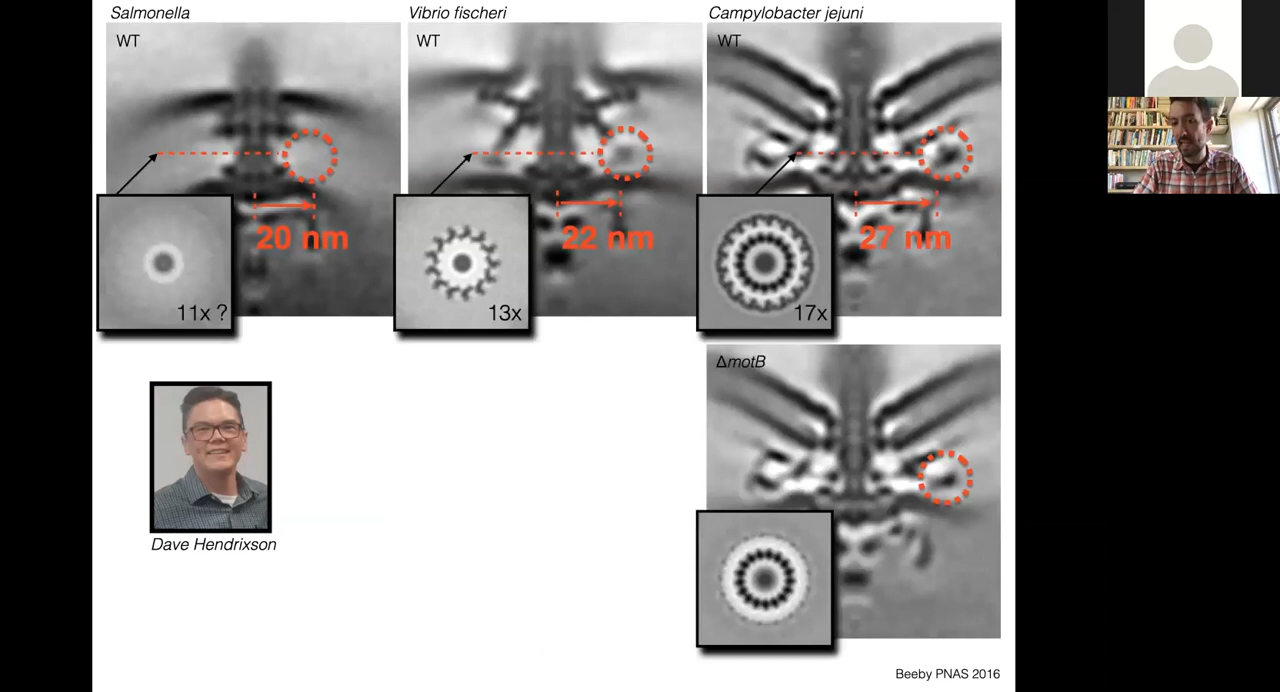 Salmonella
Vibrio fischeri
Campylobacter jejuni
WT
WT
WT
20 nm
22 nm
27 nm
11x ?
13x
17x
ΔmotB
Dave Hendrixson
Beeby PNAS 2016